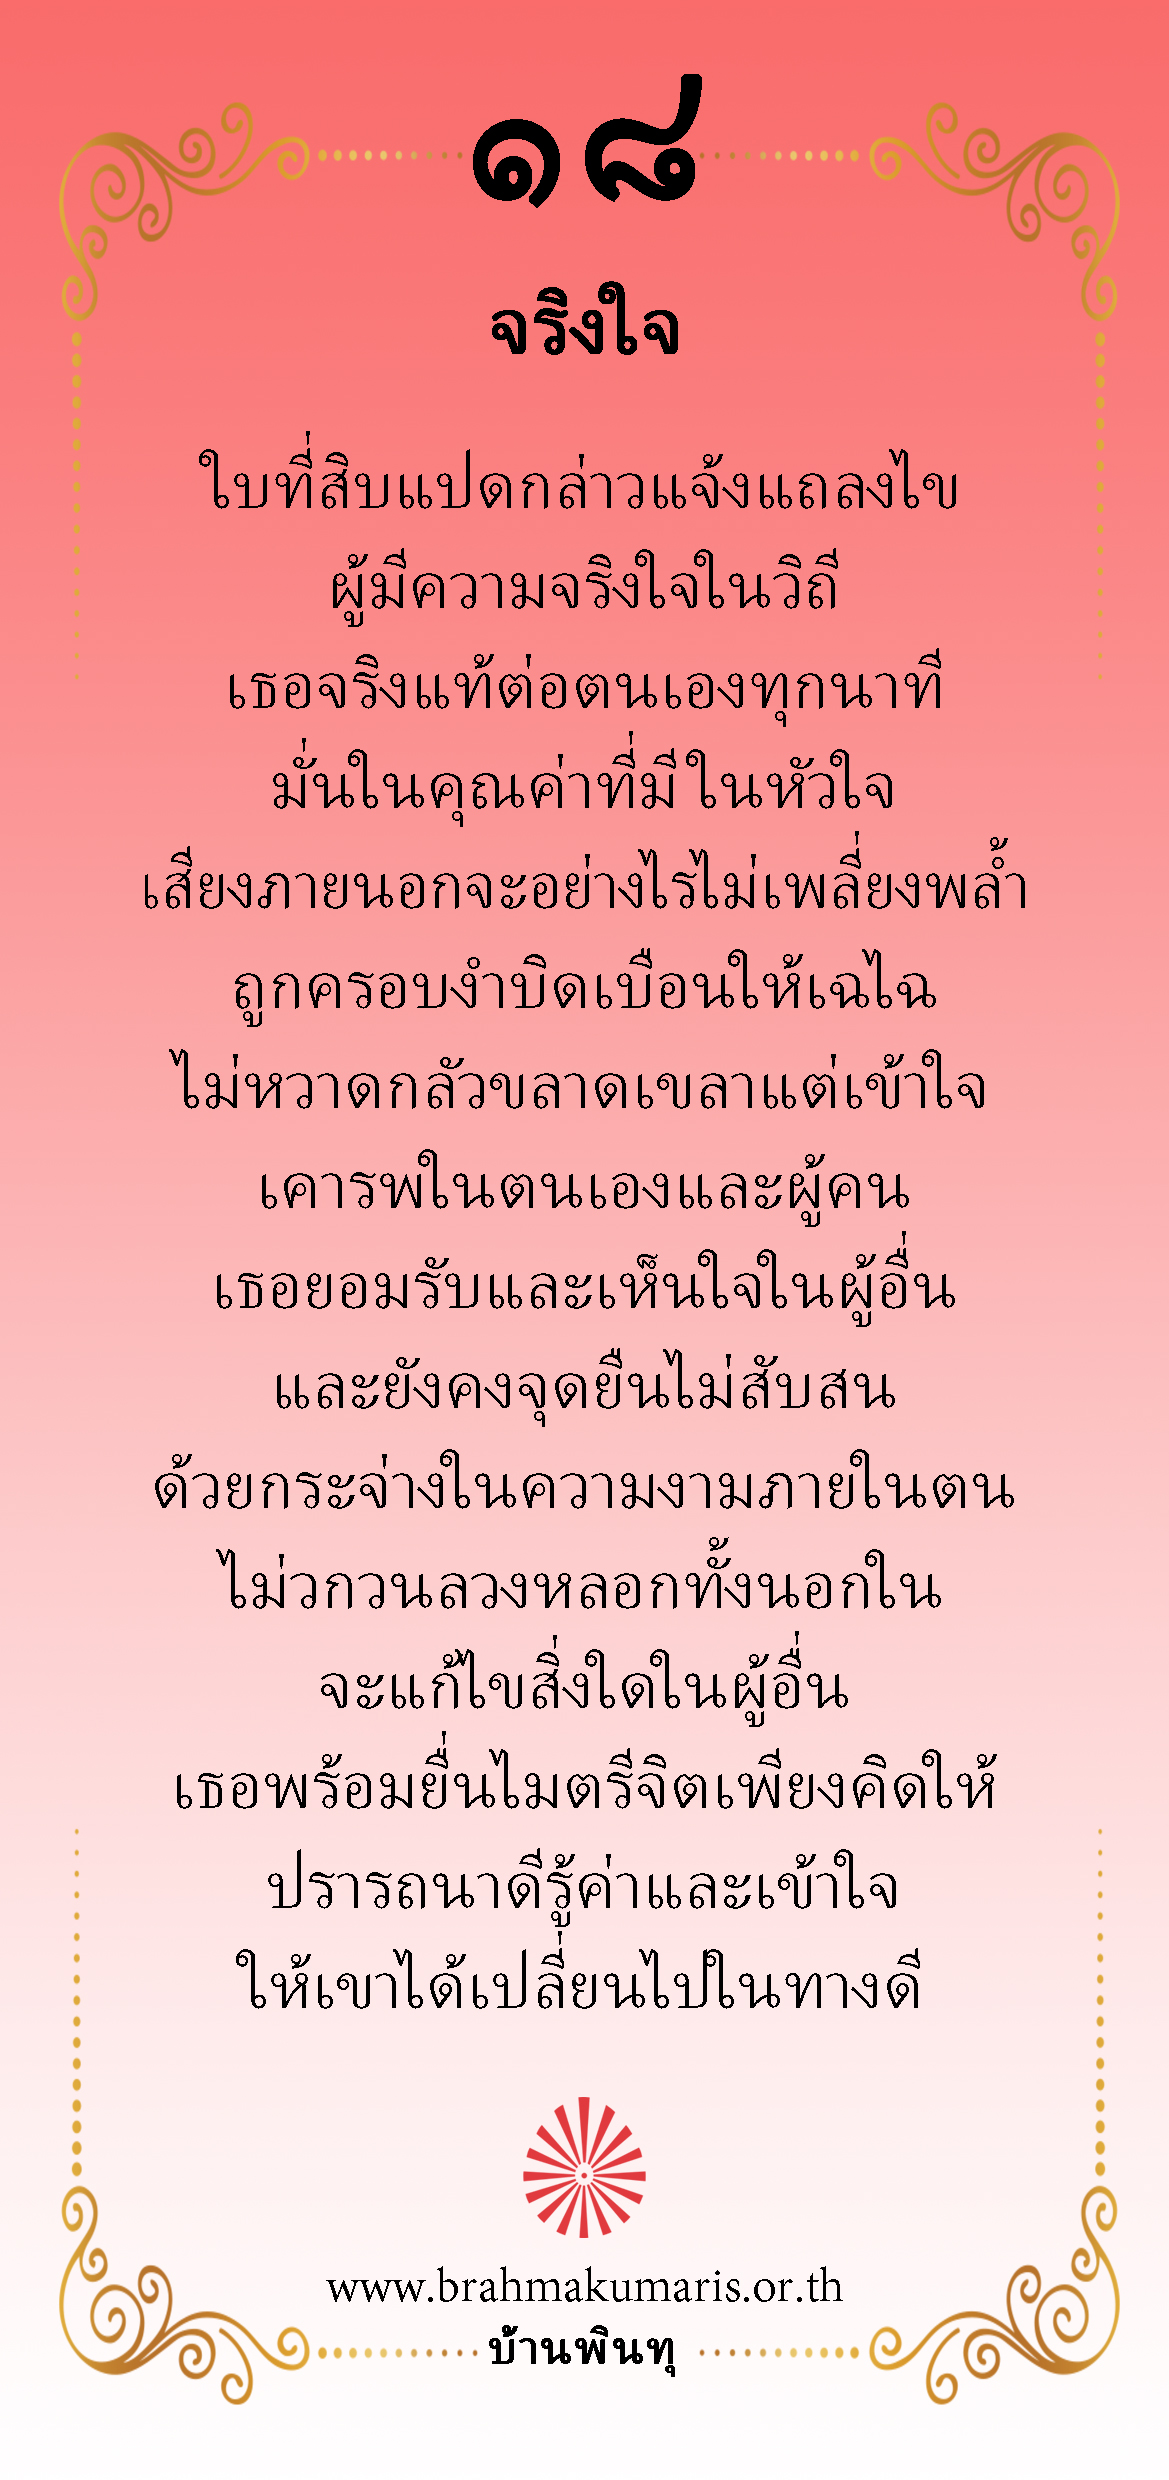 ๑๘
จริงใจ
ใบที่สิบแปดกล่าวแจ้งแถลงไข
ผู้มีความจริงใจในวิถี
เธอจริงแท้ต่อตนเองทุกนาที
มั่นในคุณค่าที่มีในหัวใจ
เสียงภายนอกจะอย่างไรไม่เพลี่ยงพล้ำ
ถูกครอบงำบิดเบือนให้เฉไฉ
ไม่หวาดกลัวขลาดเขลาแต่เข้าใจ
เคารพในตนเองและผู้คน
เธอยอมรับและเห็นใจในผู้อื่น
และยังคงจุดยืนไม่สับสน
ด้วยกระจ่างในความงามภายในตน
ไม่วกวนลวงหลอกทั้งนอกใน
จะแก้ไขสิ่งใดในผู้อื่น
เธอพร้อมยื่นไมตรีจิตเพียงคิดให้
ปรารถนาดีรู้ค่าและเข้าใจ
ให้เขาได้เปลี่ยนไปในทางดี
www.brahmakumaris.or.th
บ้านพินทุ